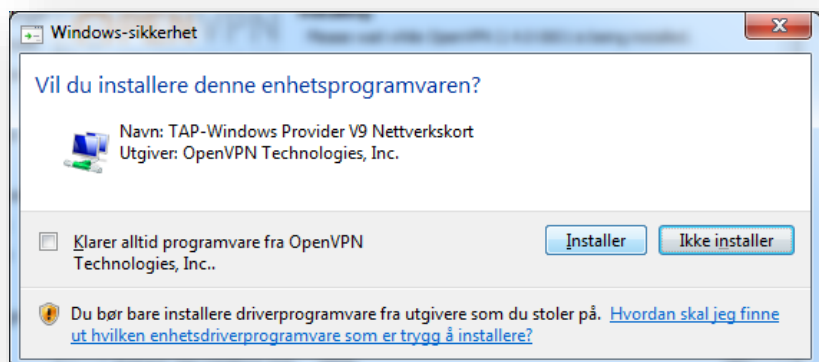 Windows-sikkerhet
Vil du installere denne enhetsprogramvaren?
Navn: TAP-Windows Provider V9 Nettverkskort
Utgiver: OpenVPN Technologies, Inc.
Klarer alltid programvare fra OpenVPN
Technologies, Inc..
Installer
Ikke installer
Du bør bare installere driverprogramvare fra utgivere som du stoler på. Hvordan skal jeg finne
ut hvilken enhetsdriverprogramvare som er trygg å installere?